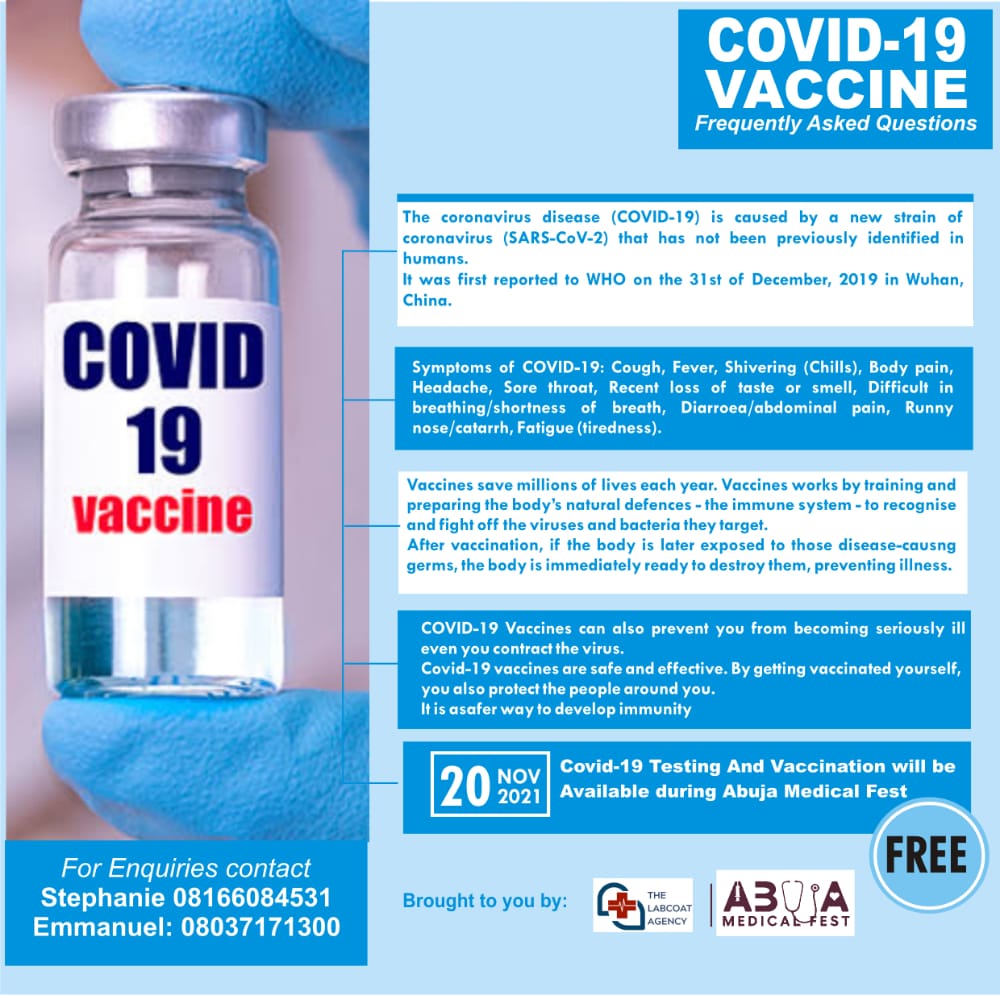 COVID-19
VACCINE
Frequently Asked Questions
COVID
19
vaccine
The coronavirus disease (COVID-19) is caused by a new strain of
coronavirus (SARS-CoV-2) that has not been previously identified in
humans.
It was first reported to WHO on the 31st of December, 2019 in Wuhan,
China.
Symptoms of COVID-19: Cough, Fever, Shivering (Chills), Body pain,
Headache, Sore throat, Recent loss of taste or smell, Difficult in
breathing/shortness of breath, Diarroea/abdominal pain, Runny
nose/catarrh, Fatigue (tiredness).
Vaccines save millions of lives each year. Vaccines works by training and
preparing the body's natural defences - the immune system - to recognise
and fight off the viruses and bacteria they target.
After vaccination, if the body is later exposed to those disease-causng
germs, the body is immediately ready to destroy them, preventing illness.
COVID-19 Vaccines can also prevent you from becoming seriously ill
even you contract the virus.
Covid-19 vaccines are safe and effective. By getting vaccinated yourself,
you also protect the people around you.
It is asafer way to develop immunity
20 NOV
2021
Covid-19 Testing And Vaccination will be
Available during Abuja Medical Fest
FREE
For Enquiries contact
Stephanie 08166084531
Emmanuel: 08037171300
Brought to you by:
THE
LABCOAT
AGENCY
ABUJA
MEDICAL FEST